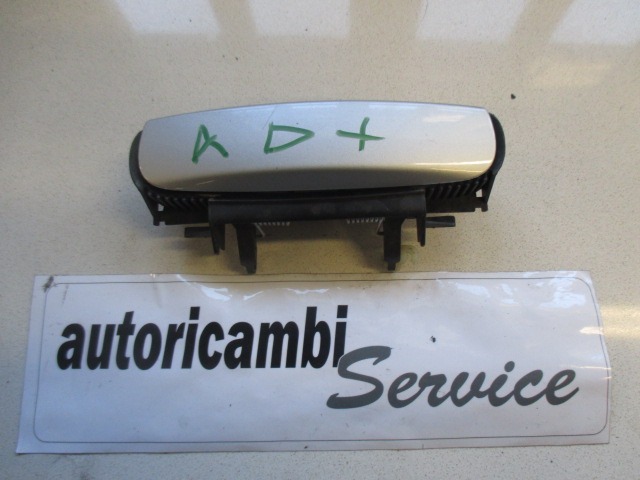 A D +
autoricambi
Service